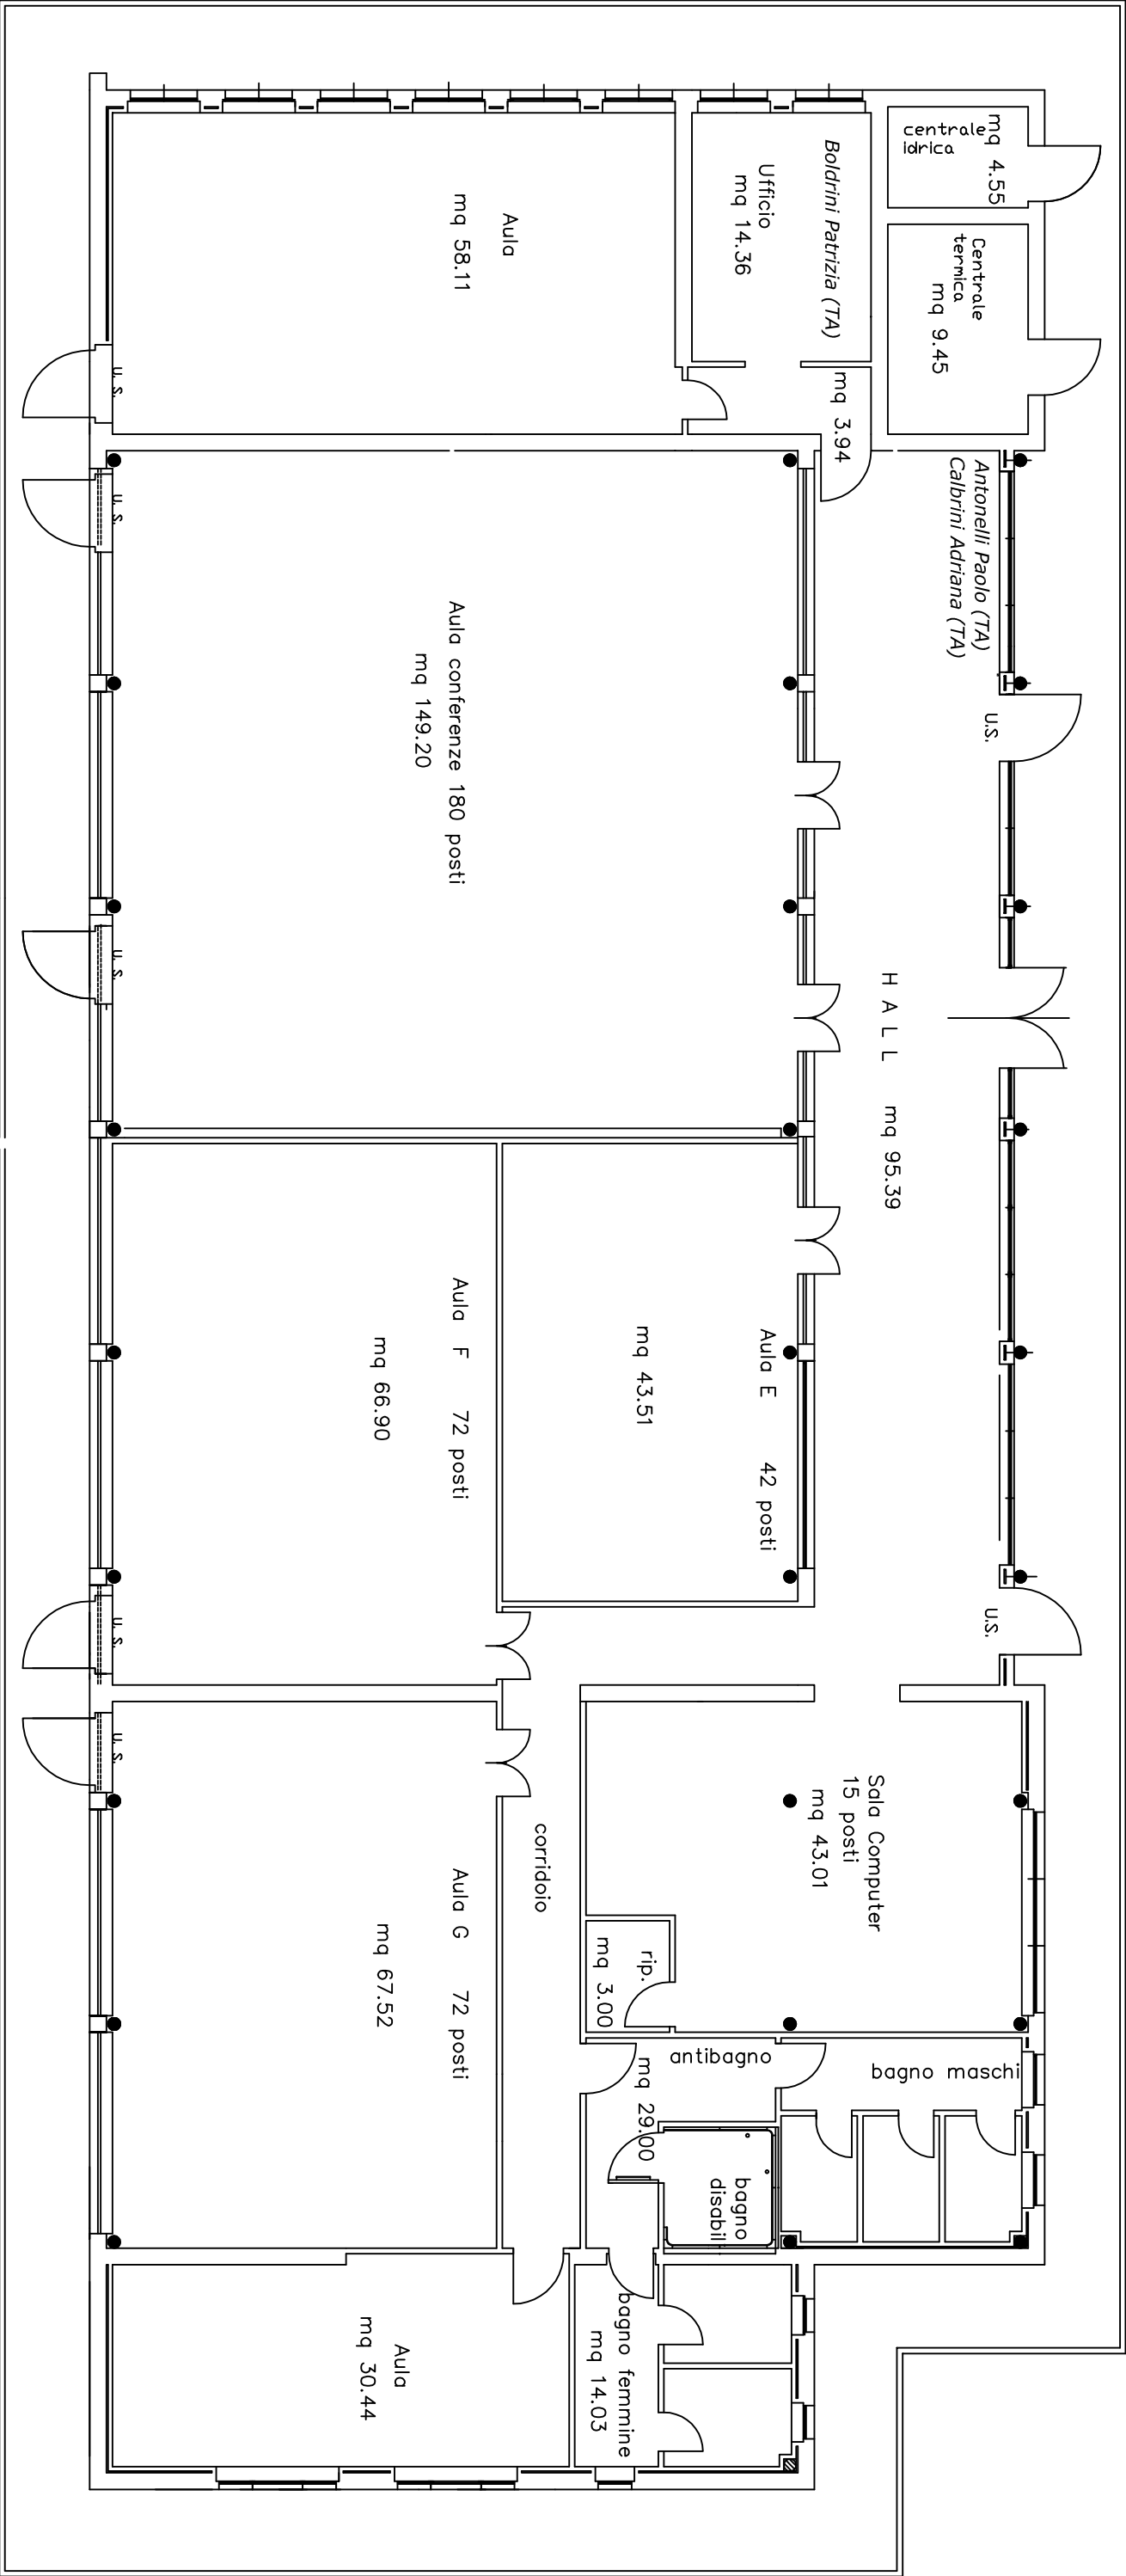 mq 4.55
centrale
idrica
Centrale
termica
mq 9.45
Boldrini Patrizia (TA)
Ufficio
mq 14.36
mq 3.94
Aula
mq 58.11
U.S.
U.S.
Antonelli Paolo (TA)
Calbrini Adriana (TA)
U.S.
Aula conferenze 180 posti
mq 149.20
U.S.
H A L L mq 95.39
Aula E 42 posti
mq 43.51
Aula F 72 posti
mq 66.90
U.S.
U.S.
U.S.
Sala Computer
15 posti
mq 43.01
corridoio
Aula G 72 posti
mq 67.52
rip.
mq 3.00
antibagno
mq 29.00
bagno maschi
bagno
disabil
bagno femmine
mq 14.03
Aula
mq 30.44